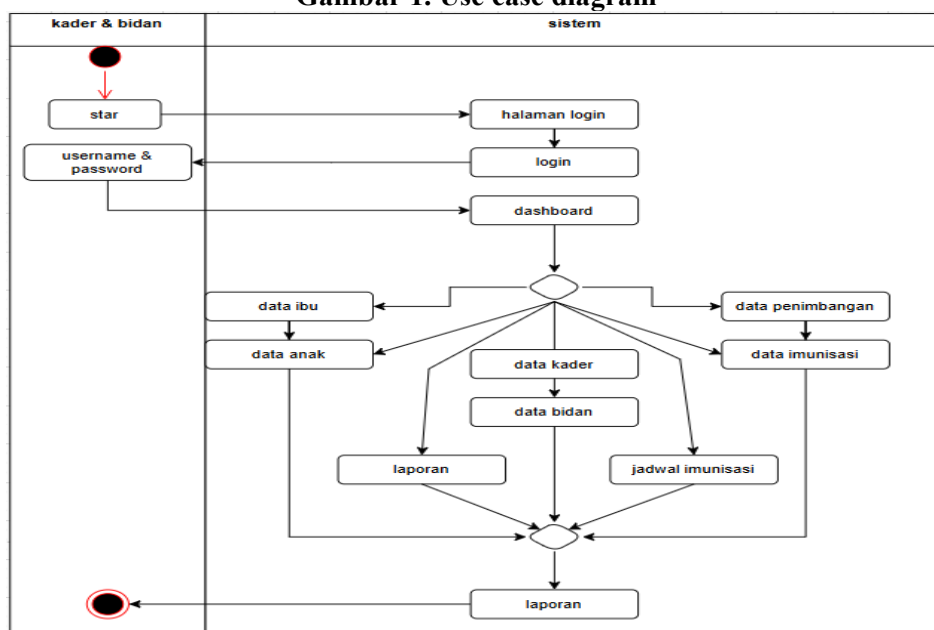 Gambar 1. Use case diagram
kader & bidan
sistem
star
halaman login
username &
password
login
dashboard
data ibu
data penimbangan
data anak
data kader
data imunisasi
data bidan
laporan
jadwal imunisasi
laporan